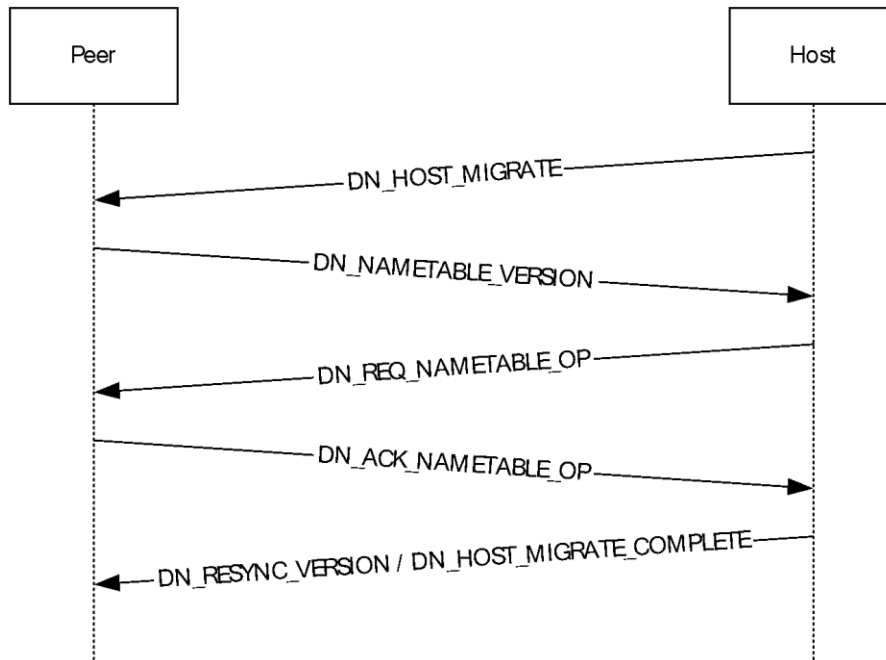 Peer
Host
DN_HOST_MIGRATE
DN_NAMETABLE_VERSION
DN_REQ_NAMETABLE_OP
DN_ACK_NAMETABLE_OP
DN_RESYNC_VERSION / DN_HOST_MIGRATE_COMPLETE